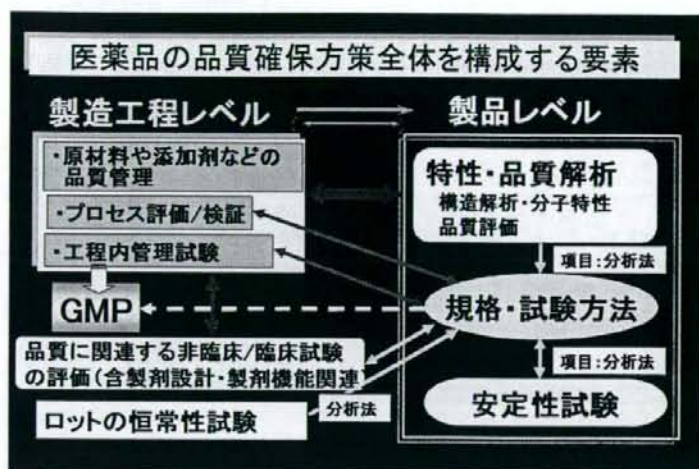 医薬品の品質確保方策全体を構成する要素
製造工程レベル
製品レベル
・原材料や添加剤などの
品質管理
・プロセス評価/検証
・工程内管理試験
GMP
品質に関連する非臨床/臨床試験
の評価(含製剤設計・製剤機能関連
ロットの恒常性試験
分析法
特性・品質解析
構造解析・分子特性
品質評価
項目:分析法
規格・試験方法
項目:分析法
安定性試験